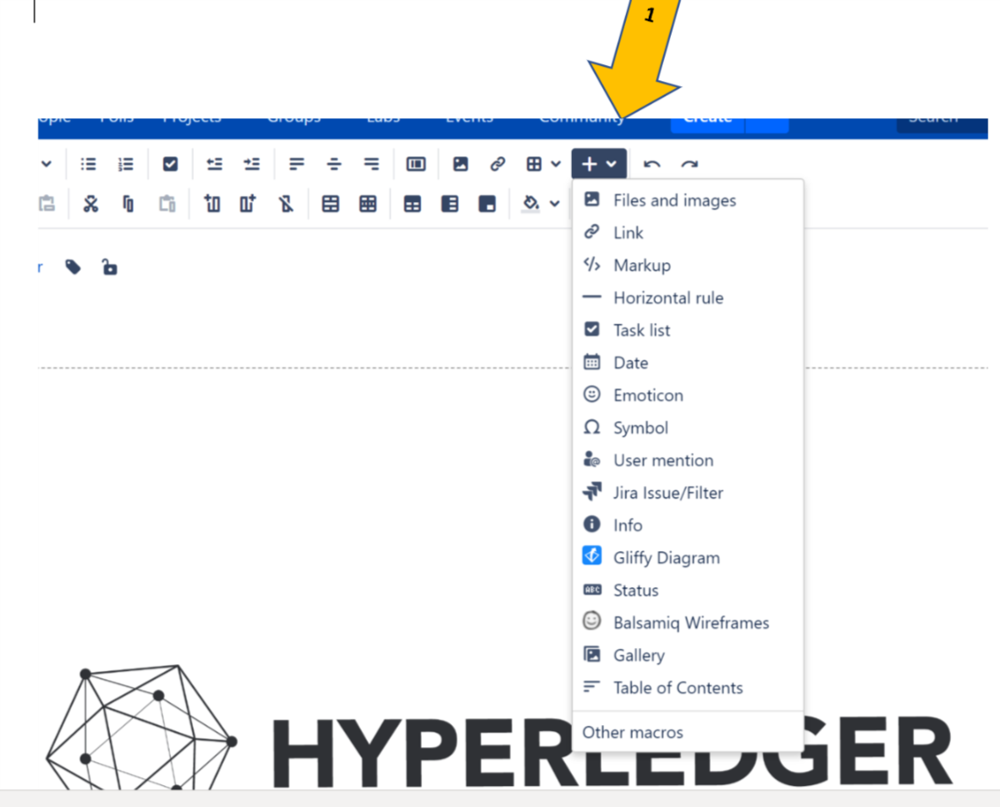 1
Projects Groups Labs Events Community Create Search
Files and images
Link
Markup
Horizontal rule
Task list
Date
Emoticon
Symbol
User mention
Jira Issue/Filter
Info
Gliffy Diagram
ABC Status
Balsamiq Wireframes
Gallery
Table of Contents
Other macros
HYPERLEDGER